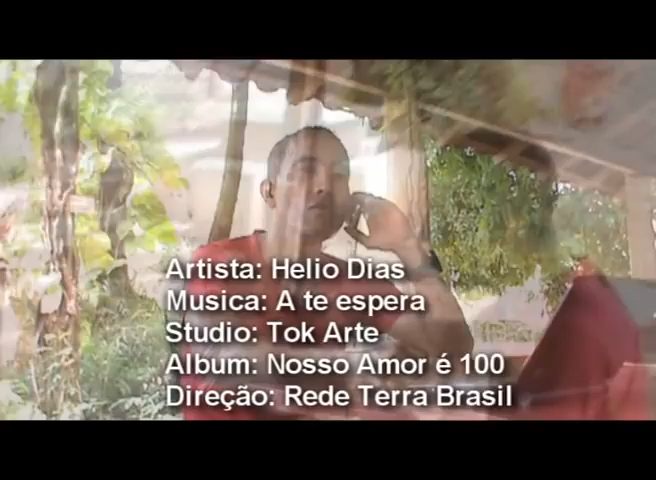 Artista: Helio Dias
Musica: A te espera
Studio: Tok Arte
Album: Nosso Amor é 100
Direção: Rede Terra Brasil